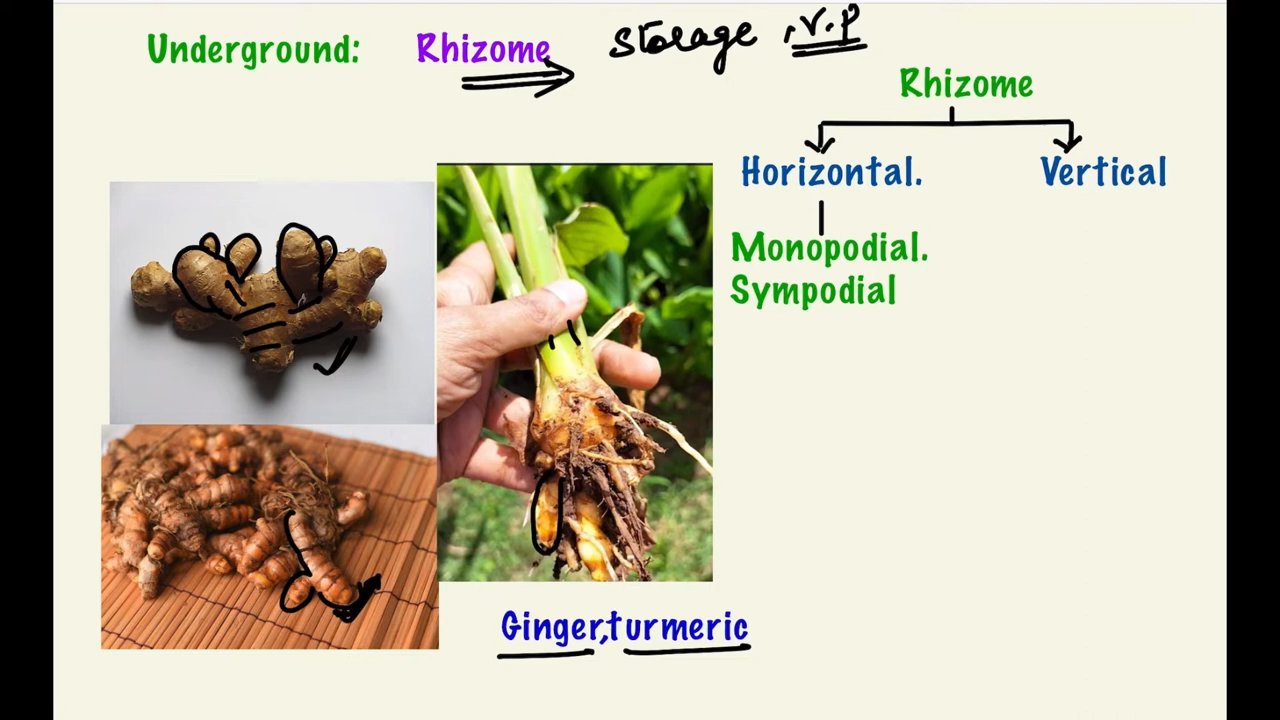 Underground: Rhizome Storage , V.P
Rhizome
Horizontal. Vertical
Monopodial.
Sympodial
Ginger,turmeric